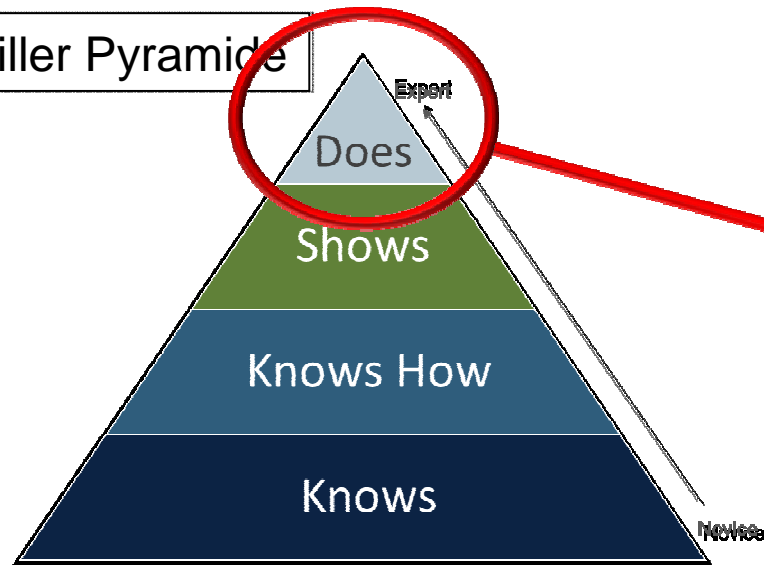 iller Pyramide
Expert
Does
Shows
Knows How
Knows
Novice